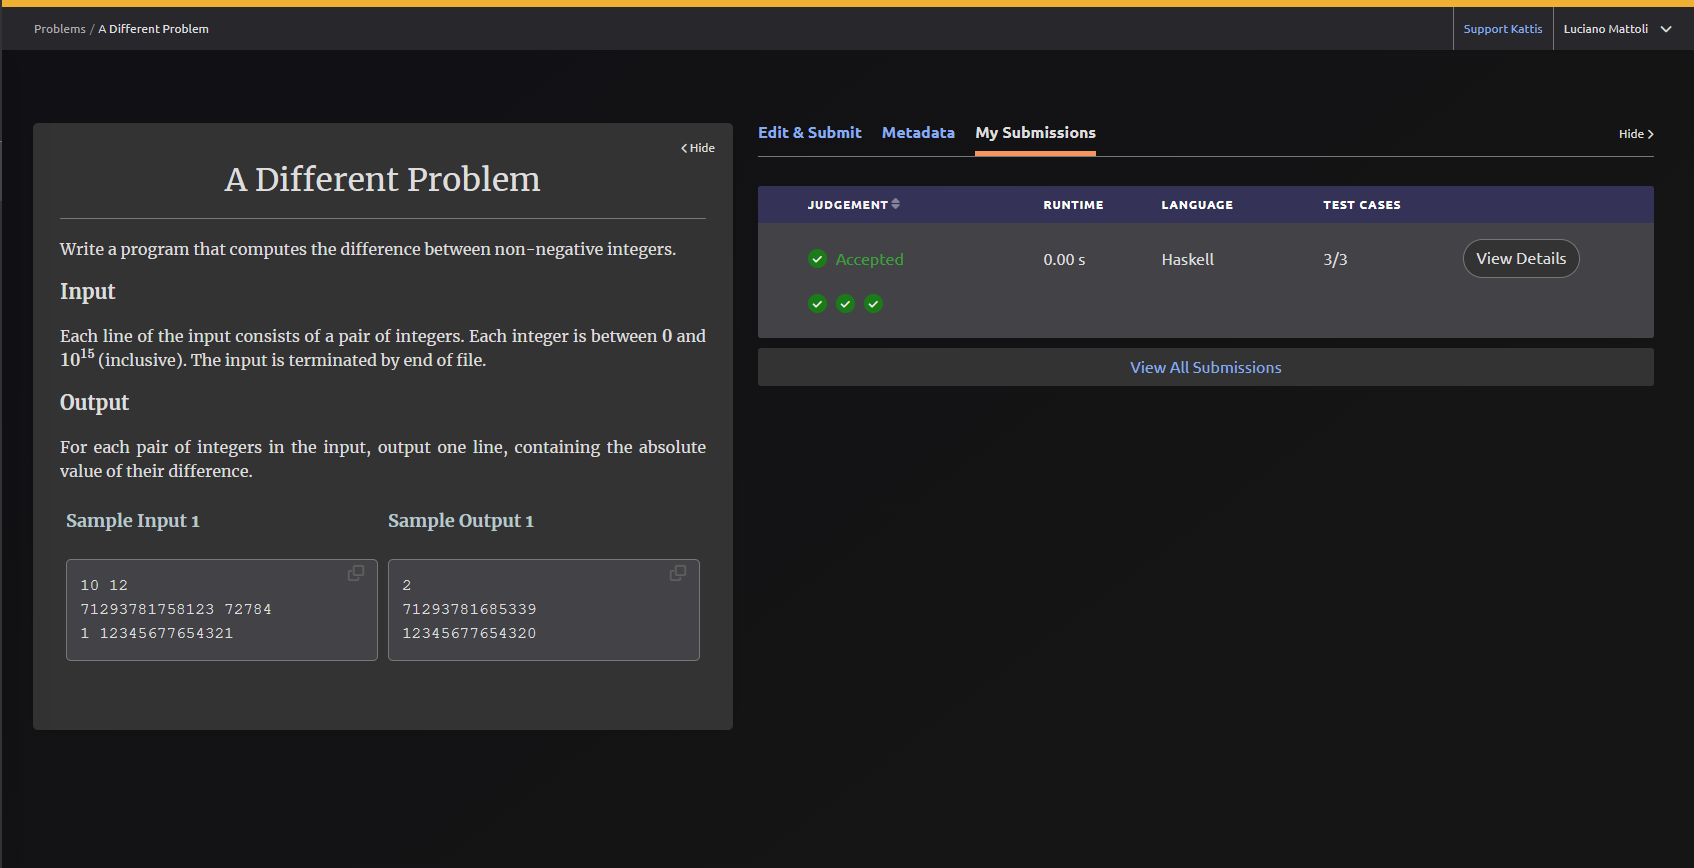 Problems / A Different Problem
Support Kattis
Luciano Mattoli
Hide
A Different Problem
Write a program that computes the difference between non-negative integers.
Input
Each line of the input consists of a pair of integers. Each integer is between 0 and
10^15 (inclusive). The input is terminated by end of file.
Output
For each pair of integers in the input, output one line, containing the absolute
value of their difference.
Sample Input 1
10 12
71293781758123 72784
1 12345677654321
Sample Output 1
2
71293781685339
12345677654320
Edit & Submit Metadata My Submissions
Hide
JUDGEMENT RUNTIME LANGUAGE TEST CASES
Accepted 0.00 s Haskell 3/3 View Details
View All Submissions